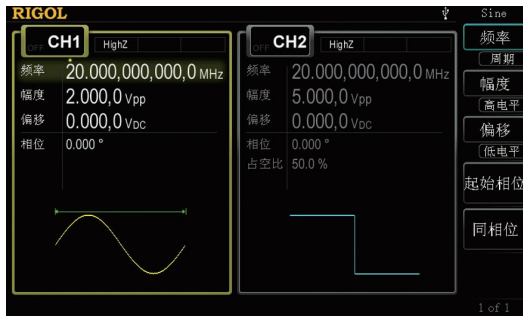 RIGOL
Sine
OFF CH1 HighZ
频率 20.000,000,000,0 MHz
幅度 2.000,0 Vpp
偏移 0.000,0 VDC
相位 0.000 °
OFF CH2 HighZ
频率 20.000,000,000,0 MHz
幅度 5.000,0 Vpp
偏移 0.000,0 VDC
相位 0.000 °
占空比 50.0 %
频率
周期
幅度
高电平
偏移
低电平
起始相位
同相位
1 of 1